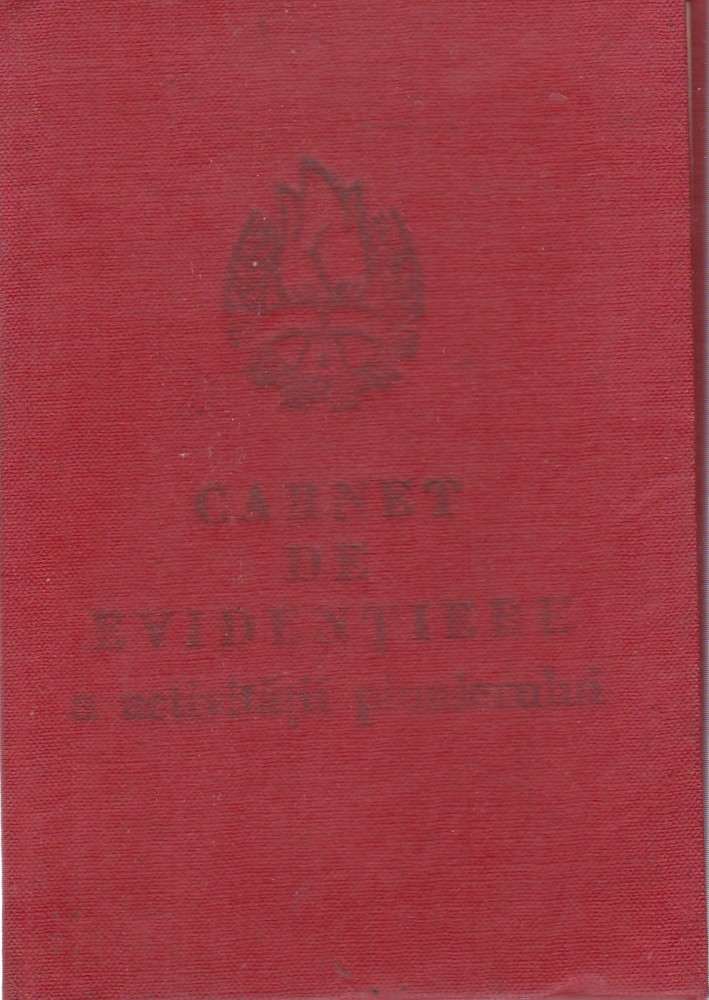 CARNET
DE
EVIDENȚIERE
a activității pionierului